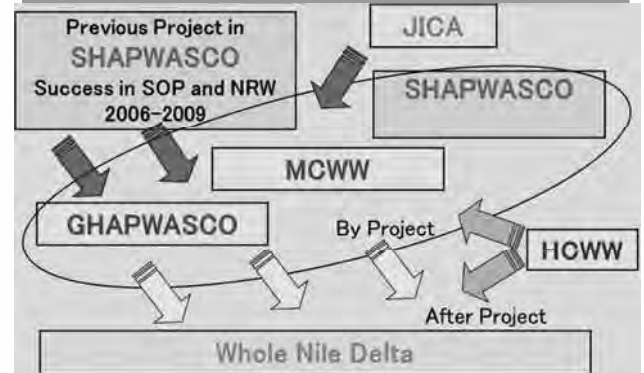 Previous Project in
SHAPWASCO
Success in SOP and NRW
2006-2009
JICA
SHAPWASCO
MCWW
GHAPWASCO
By Project
HCWW
After Project
Whole Nile Delta